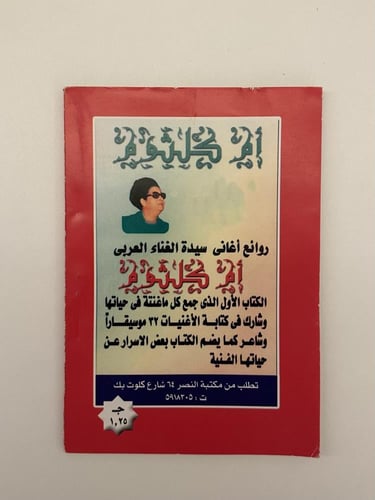 أم كلثوم
روائع أغانى سيدة الغناء العربى
أم كلثوم
الكتاب الأول الذى جمع كل ماغنتة فى حياتها
وشارك فى كتابة الأغنيات ٣٢ موسيقاراً
وشاعر كما يضم الكتاب بعض الاسرار عن
حياتها الفنية
تطلب من مكتبة النصر ٦٤ شارع كلوت بك
ت : ٥٩١٨٣٠٥
جـ
١,٢٥